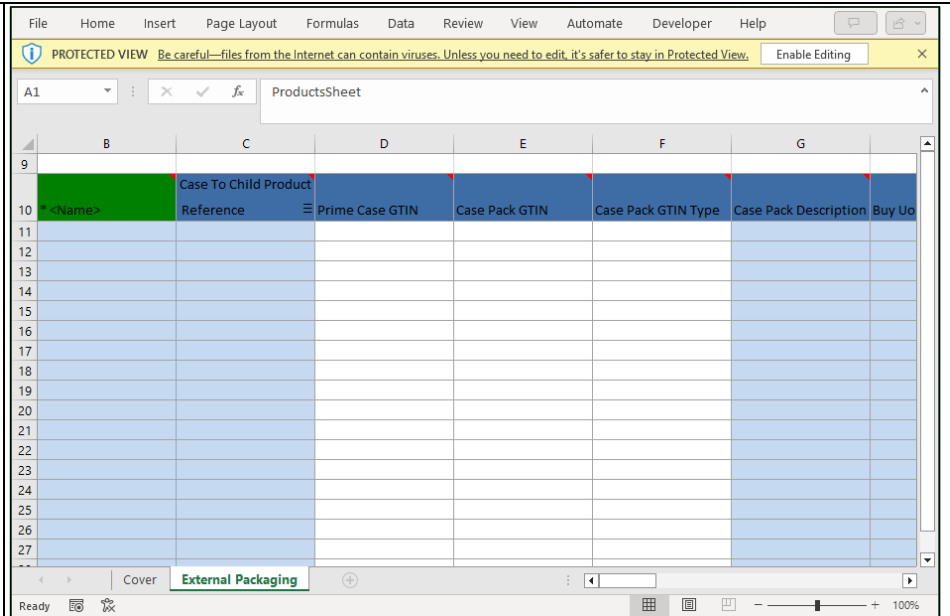 File Home Insert Page Layout Formulas Data Review View Automate Developer Help
PROTECTED VIEW Be careful—files from the Internet can contain viruses. Unless you need to edit, it's safer to stay in Protected View. Enable Editing
A1 fx ProductsSheet
B C D E F G
9
Case To Child Product
10 * <Name> Reference Prime Case GTIN Case Pack GTIN Case Pack GTIN Type Case Pack Description Buy Uo
11
12
13
14
15
16
17
18
19
20
21
22
23
24
25
26
27
Cover External Packaging
Ready 100%